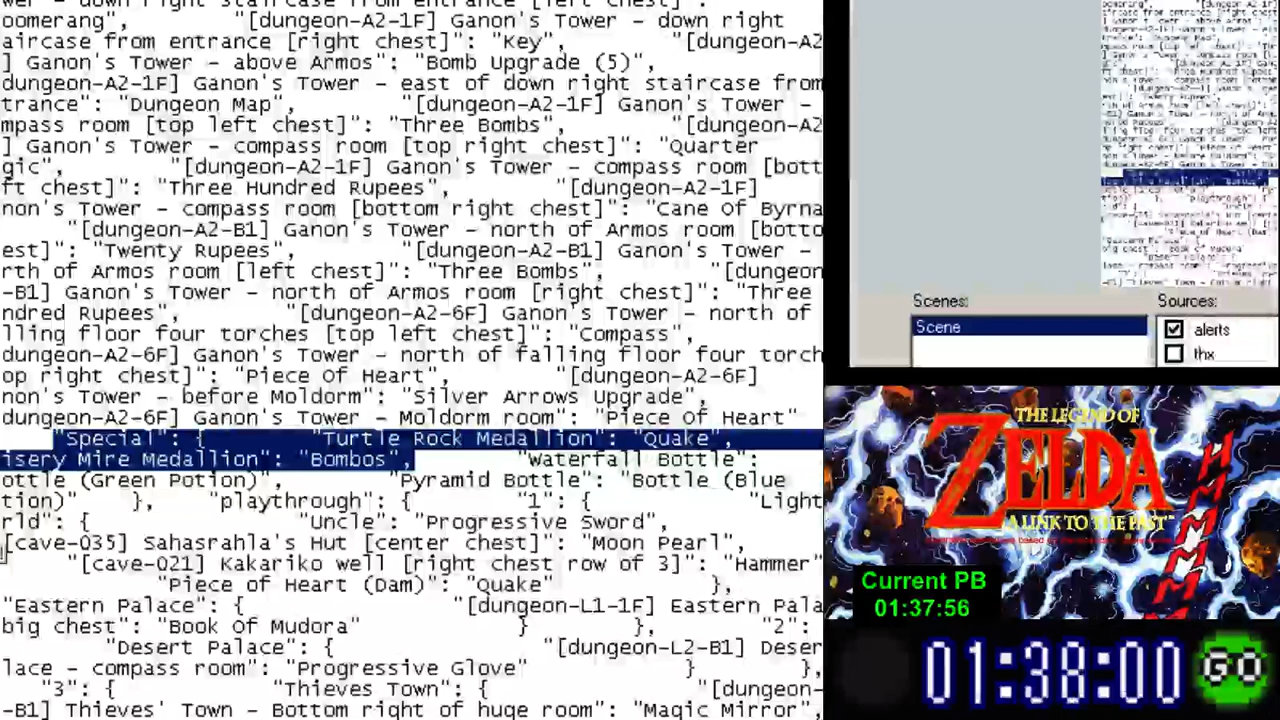 wer - down right staircase from entrance [left chest]":
oomerang",        "[dungeon-A2-1F] Ganon's Tower - down right
aircase from entrance [right chest]": "Key",        "[dungeon-A2
] Ganon's Tower - above Armos": "Bomb Upgrade (5)",
dungeon-A2-1F] Ganon's Tower - east of down right staircase from
trance": "Dungeon Map",        "[dungeon-A2-1F] Ganon's Tower -
mpass room [top left chest]": "Three Bombs",        "[dungeon-A2
] Ganon's Tower - compass room [top right chest]": "Quarter
gic",        "[dungeon-A2-1F] Ganon's Tower - compass room [bott
ft chest]": "Three Hundred Rupees",        "[dungeon-A2-1F]
non's Tower - compass room [bottom right chest]": "Cane Of Byrna
"[dungeon-A2-B1] Ganon's Tower - north of Armos room [botto
est]": "Twenty Rupees",        "[dungeon-A2-B1] Ganon's Tower -
rth of Armos room [left chest]": "Three Bombs",        "[dungeon
-B1] Ganon's Tower - north of Armos room [right chest]": "Three
ndred Rupees",        "[dungeon-A2-6F] Ganon's Tower - north of
lling floor four torches [top left chest]": "Compass",
dungeon-A2-6F] Ganon's Tower - north of falling floor four torch
op right chest]": "Piece Of Heart",        "[dungeon-A2-6F]
non's Tower - before Moldorm": "Silver Arrows Upgrade",
dungeon-A2-6F] Ganon's Tower - Moldorm room": "Piece Of Heart"
"Special": {        "Turtle Rock Medallion": "Quake",
isery Mire Medallion": "Bombos",        "Waterfall Bottle":
ottle (Green Potion)",        "Pyramid Bottle": "Bottle (Blue
tion)"    },    "playthrough": {        "1": {            "Light
rld": {                "Uncle": "Progressive Sword",
[cave-035] Sahasrahla's Hut [center chest]": "Moon Pearl",
"[cave-021] Kakariko well [right chest row of 3]": "Hammer"
"Piece of Heart (Dam)": "Quake"            },
"Eastern Palace": {                "[dungeon-L1-1F] Eastern Pala
big chest": "Book Of Mudora"            }        },    "2":
"Desert Palace": {                "[dungeon-L2-B1] Deser
lace - compass room": "Progressive Glove"            }        },
"3": {            "Thieves Town": {                "[dungeon-
-B1] Thieves' Town - Bottom right of huge room": "Magic Mirror",
Scenes:
Sources:
Scene
alerts
thx
THE LEGEND OF
ZELDA
A LINK TO THE PAST
Current PB
01:37:56
01:38:00
GO